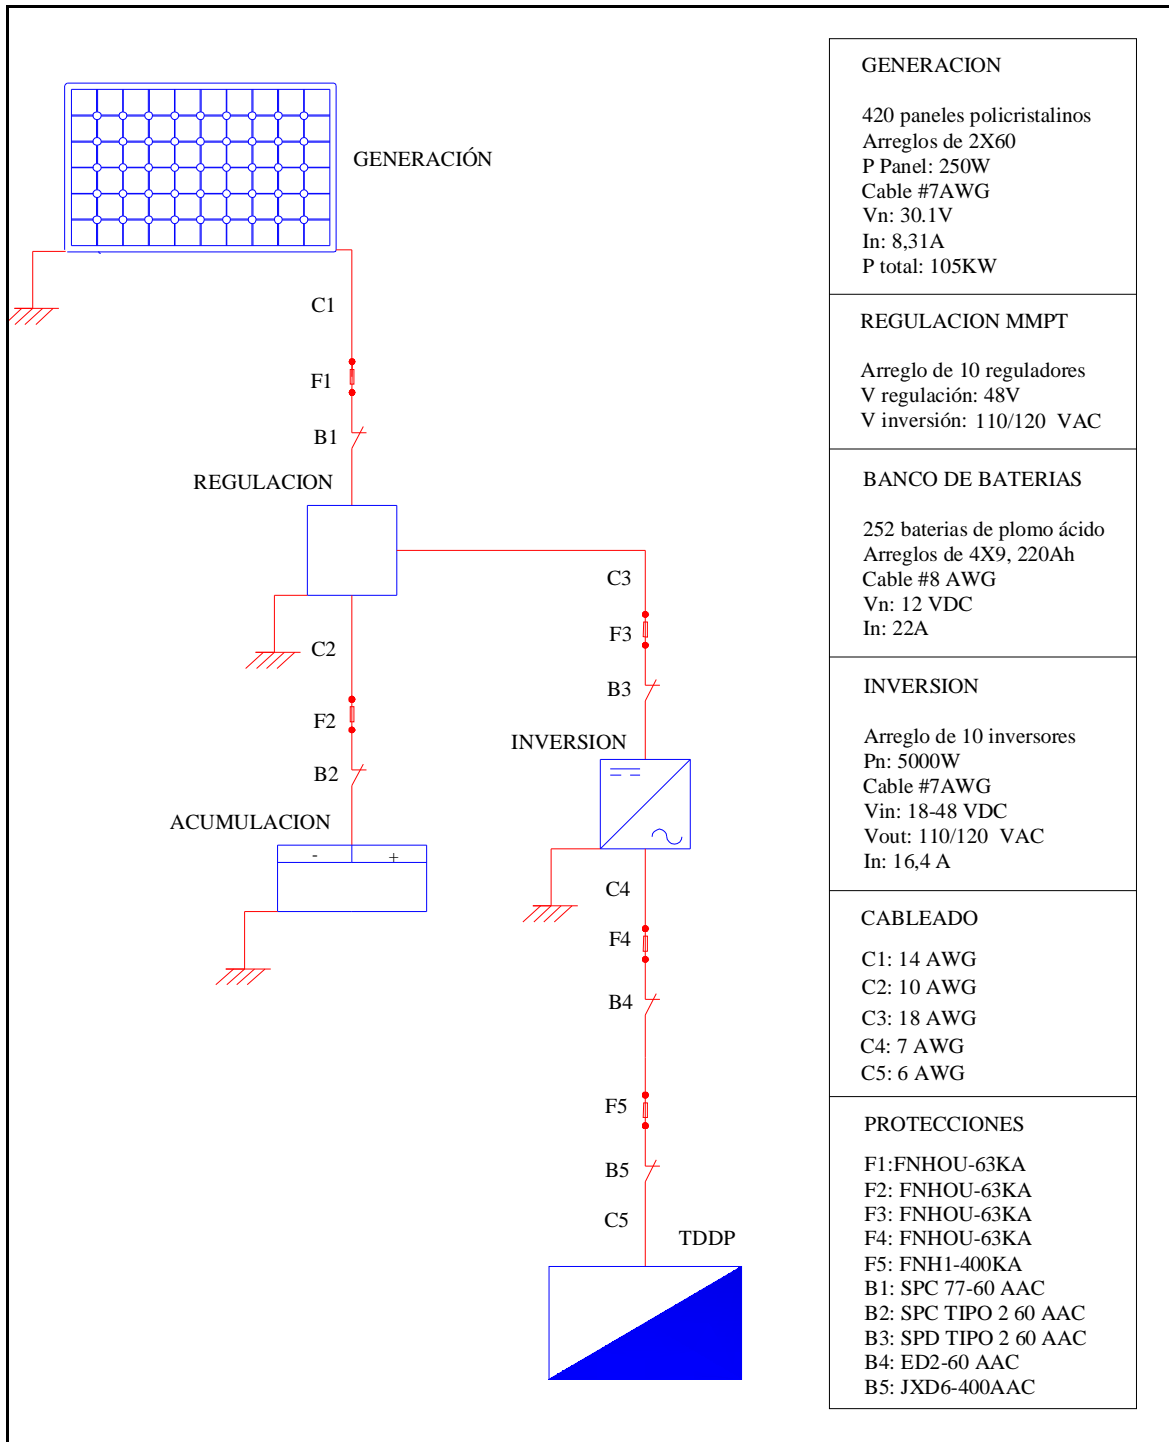 GENERACIÓN
C1
F1
B1
REGULACION
C2
F2
B2
ACUMULACION
- +
C3
F3
B3
INVERSION
C4
F4
B4
F5
B5
C5
TDDP
GENERACION
420 paneles policristalinos
Arreglos de 2X60
P Panel: 250W
Cable #7AWG
Vn: 30.1V
In: 8,31A
P total: 105KW
REGULACION MMPT
Arreglo de 10 reguladores
V regulación: 48V
V inversión: 110/120 VAC
BANCO DE BATERIAS
252 baterias de plomo ácido
Arreglos de 4X9, 220Ah
Cable #8 AWG
Vn: 12 VDC
In: 22A
INVERSION
Arreglo de 10 inversores
Pn: 5000W
Cable #7AWG
Vin: 18-48 VDC
Vout: 110/120 VAC
In: 16,4 A
CABLEADO
C1: 14 AWG
C2: 10 AWG
C3: 18 AWG
C4: 7 AWG
C5: 6 AWG
PROTECCIONES
F1:FNHOU-63KA
F2: FNHOU-63KA
F3: FNHOU-63KA
F4: FNHOU-63KA
F5: FNH1-400KA
B1: SPC 77-60 AAC
B2: SPC TIPO 2 60 AAC
B3: SPD TIPO 2 60 AAC
B4: ED2-60 AAC
B5: JXD6-400AAC